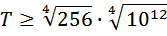 T ≥ ∜256 · ∜10¹²